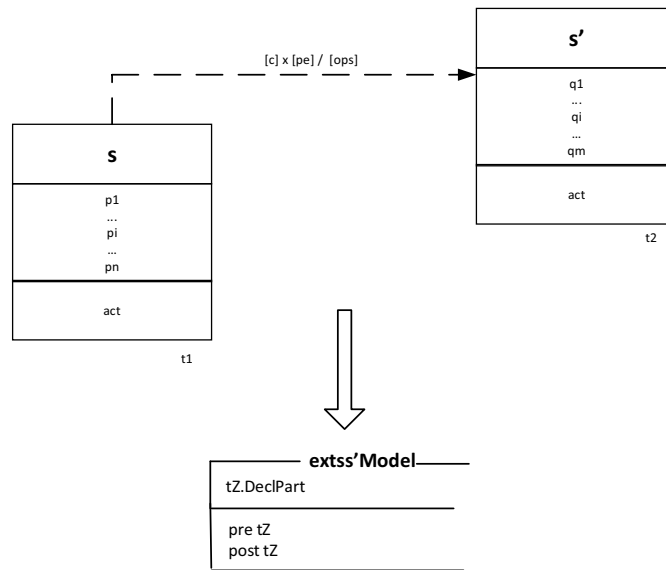 s'
[c] x [pe] / [ops]
q1
...
qi
...
qm
act
t2
s
p1
...
pi
...
pn
act
t1
extss'Model
tZ.DeclPart
pre tZ
post tZ